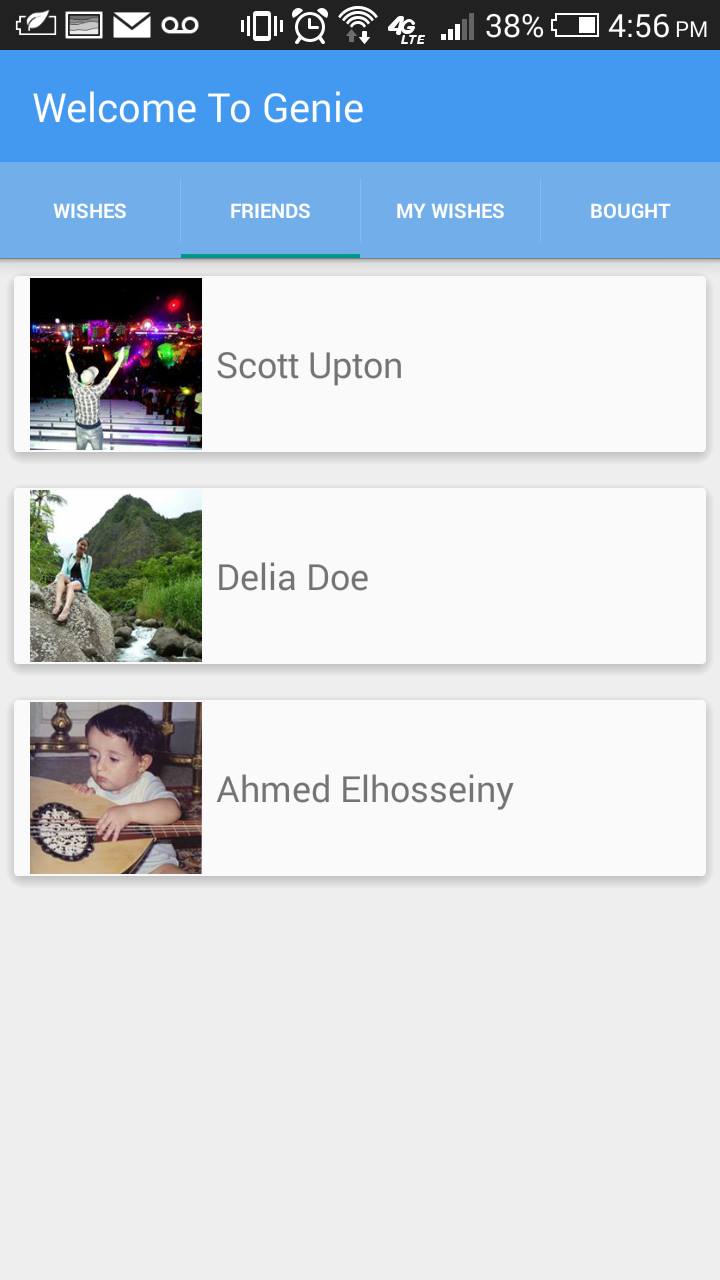 4G LTE 38% 4:56 PM
Welcome To Genie
WISHES FRIENDS MY WISHES BOUGHT
Scott Upton
Delia Doe
Ahmed Elhosseiny